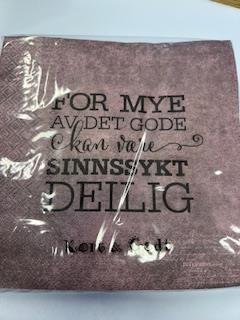 FOR MYE
AV DET GODE
kan være
SINNSSYKT
DEILIG